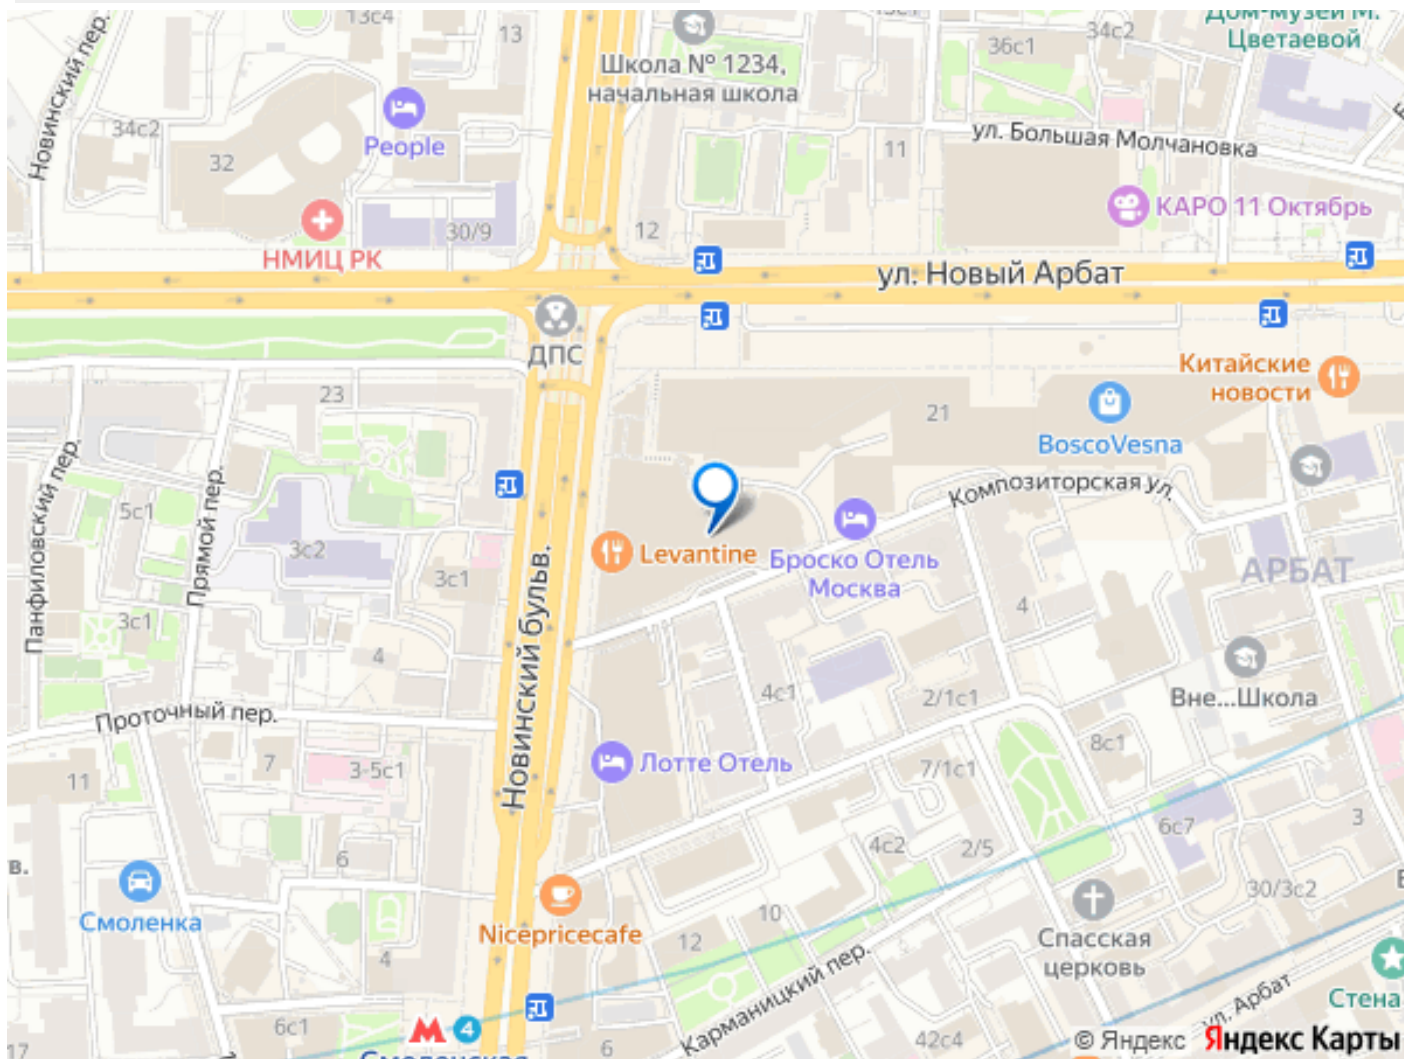 13с4
13
Новинский пер.
Школа № 1234,
начальная школа
36с1
34с2
Дом-музей М.
Цветаевой
34с2
People
32
11
ул. Большая Молчановка
НМИЦ РК
30/9
12
КАРО 11 Октябрь
ул. Новый Арбат
ДПС
23
21
Китайские
новости
BoscoVesna
Панфиловский пер.
Прямой пер.
5с1
3с2
3с1
3с1
4
Композиторская ул.
Levantine
Броско Отель
Москва
АРБАТ
4
Новинский бульв.
Вне...Школа
4с1
2/1с1
Проточный пер.
8с1
11
7
3-5с1
Лотте Отель
7/1с1
6с7
3
в.
6
4с2
2/5
30/3с2
Смоленка
Nicepricecafe
10
12
Спасская
церковь
4
Карманицкий пер.
ул. Арбат
Стена
17
6с1
4
Смоленская
6
42с4
© Яндекс Яндекс Карты